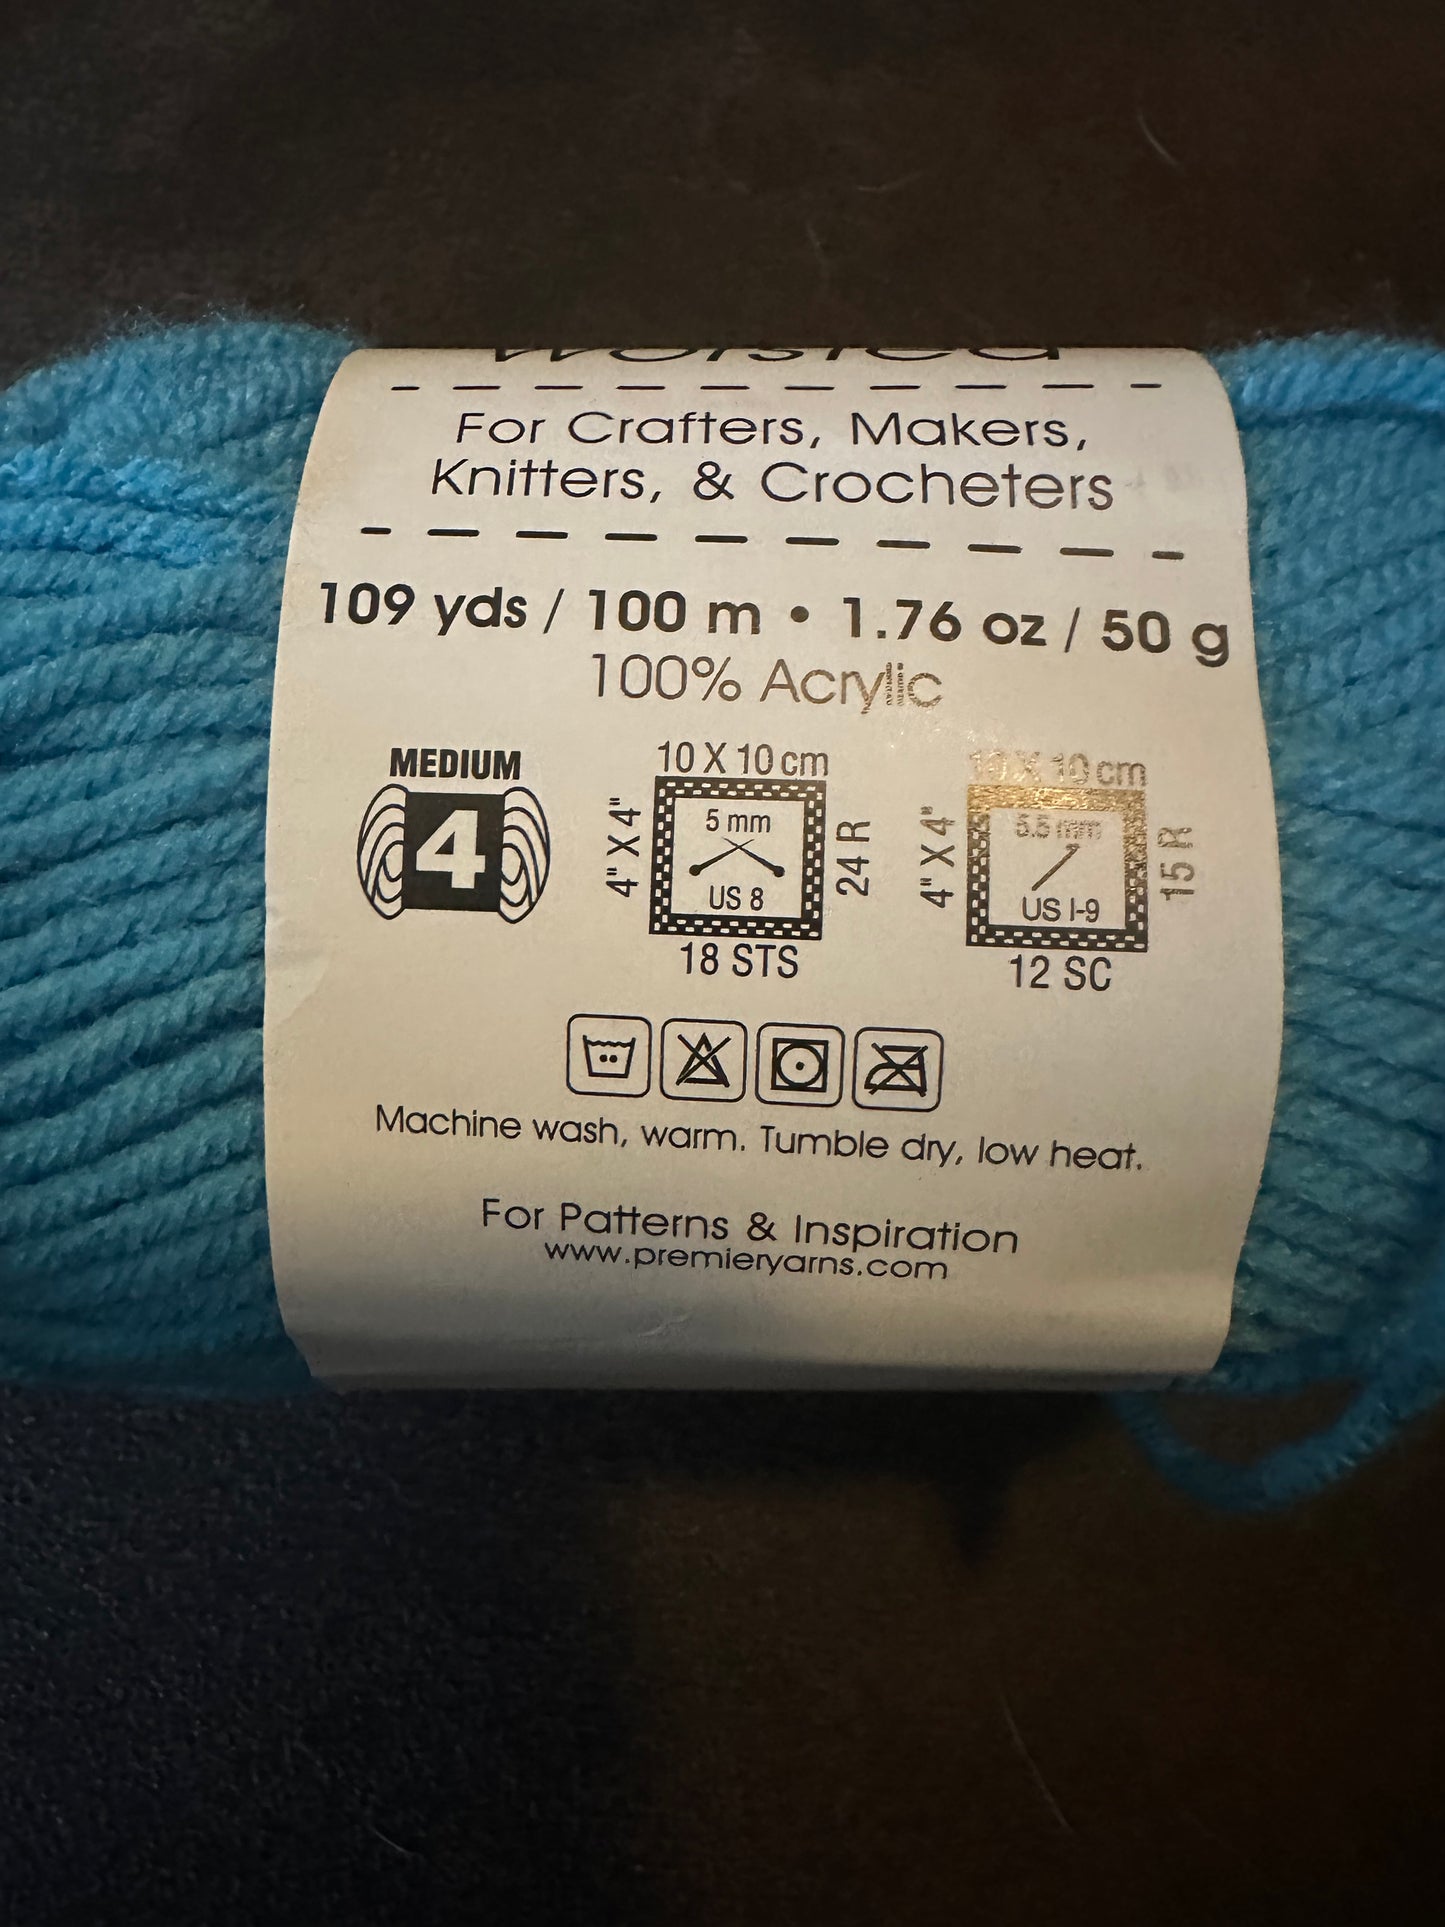 Worsted
For Crafters, Makers,
Knitters, & Crocheters
109 yds / 100 m • 1.76 oz / 50 g
100% Acrylic
MEDIUM
4
10 X 10 cm
4" X 4"
5 mm
US 8
24 R
18 STS
10 X 10 cm
4" X 4"
5.5 mm
US I-9
15 R
12 SC
Machine wash, warm. Tumble dry, low heat.
For Patterns & Inspiration
www.premieryarns.com